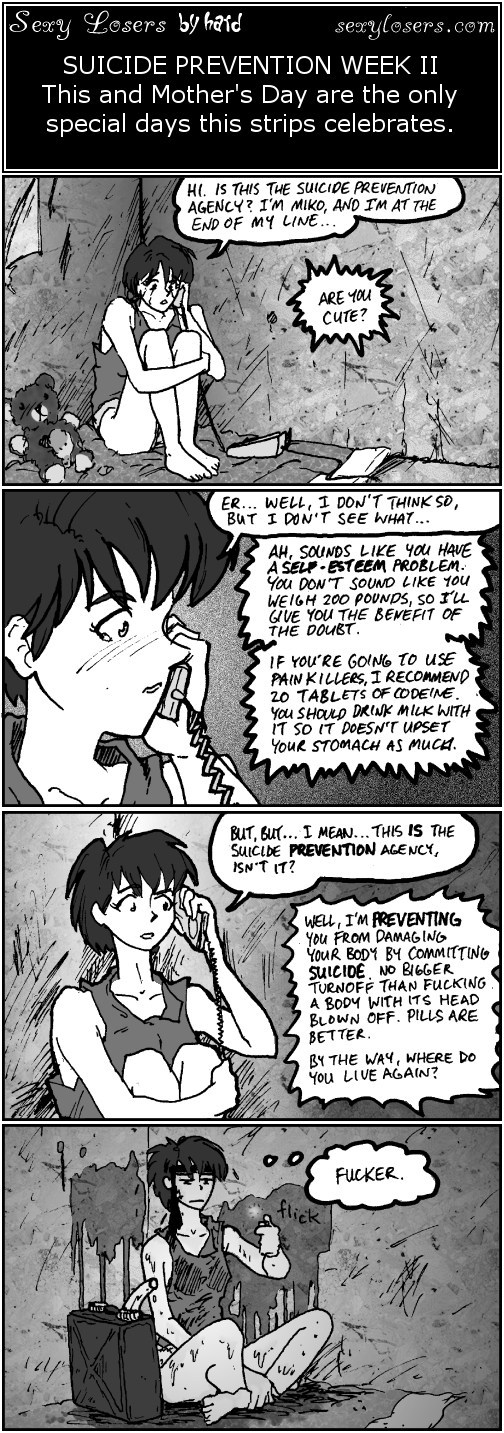 Sexy Losers by hard
sexylosers.com
SUICIDE PREVENTION WEEK II
This and Mother's Day are the only
special days this strips celebrates.
HI. IS THIS THE SUICIDE PREVENTION
AGENCY? I'M MIKO, AND I'M AT THE
END OF MY LINE...
ARE YOU
CUTE?
ER... WELL, I DON'T THINK SO,
BUT I DON'T SEE WHAT...
AH, SOUNDS LIKE YOU HAVE
A SELF-ESTEEM PROBLEM.
YOU DON'T SOUND LIKE YOU
WEIGH 200 POUNDS, SO I'LL
GIVE YOU THE BENEFIT OF
THE DOUBT.
IF YOU'RE GOING TO USE
PAIN KILLERS, I RECOMMEND
20 TABLETS OF CODEINE.
YOU SHOULD DRINK MILK WITH
IT SO IT DOESN'T UPSET
YOUR STOMACH AS MUCH.
BUT, BUT... I MEAN... THIS IS THE
SUICIDE PREVENTION AGENCY,
ISN'T IT?
WELL, I'M PREVENTING
YOU FROM DAMAGING
YOUR BODY BY COMMITTING
SUICIDE. NO BIGGER
TURNOFF THAN FUCKING
A BODY WITH ITS HEAD
BLOWN OFF. PILLS ARE
BETTER.
BY THE WAY, WHERE DO
YOU LIVE AGAIN?
FUCKER.
flick